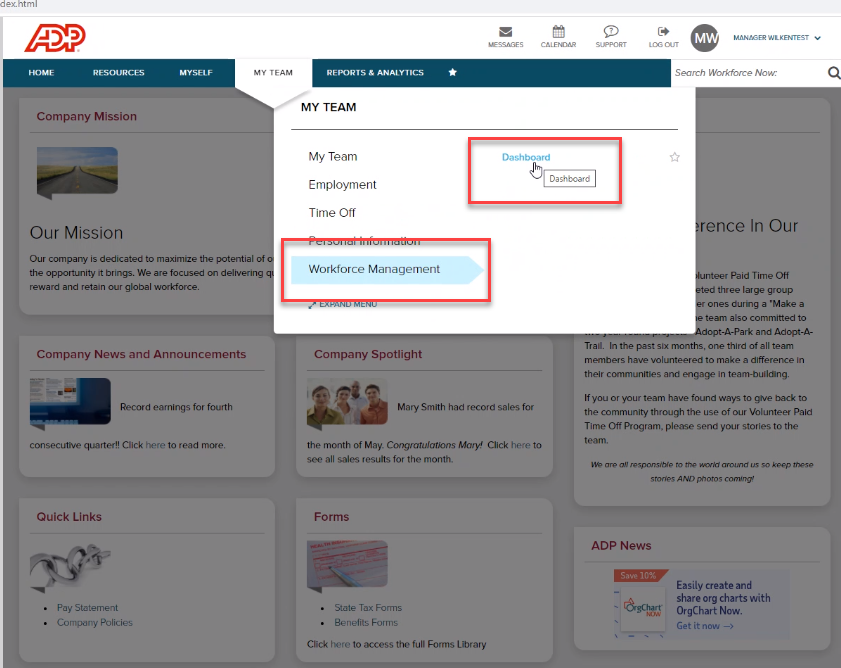 dex.html
ADP
MESSAGES
CALENDAR
SUPPORT
LOG OUT
MW
MANAGER WILKENTEST
HOME
RESOURCES
MYSELF
MY TEAM
REPORTS & ANALYTICS
Search Workforce Now:
MY TEAM
My Team
Employment
Time Off
Personal Information
Workforce Management
EXPAND MENU
Dashboard
Dashboard
Company Mission
Our Mission
Our company is dedicated to maximize the potential of
the opportunity it brings. We are focused on delivering
reward and retain our global workforce.
erence In Our
olunteer Paid Time Off
eted three large group
er ones during a "Make a
e team also committed to
Adopt-A-Park and Adopt-A-
Trail. In the past six months, one third of all team
members have volunteered to make a difference in
their communities and engage in team-building.
If you or your team have found ways to give back to
the community through the use of our Volunteer Paid
Time Off Program, please send your stories to the
team.
We are all responsible to the world around us so keep these
stories AND photos coming!
Company News and Announcements
Record earnings for fourth
consecutive quarter!! Click here to read more.
Company Spotlight
Mary Smith had record sales for
the month of May. Congratulations Mary! Click here to
see all sales results for the month.
Quick Links
Pay Statement
Company Policies
Forms
State Tax Forms
Benefits Forms
Click here to access the full Forms Library
ADP News
Save 10%
OrgChart
NOW
Easily create and
share org charts with
OrgChart Now.
Get it now